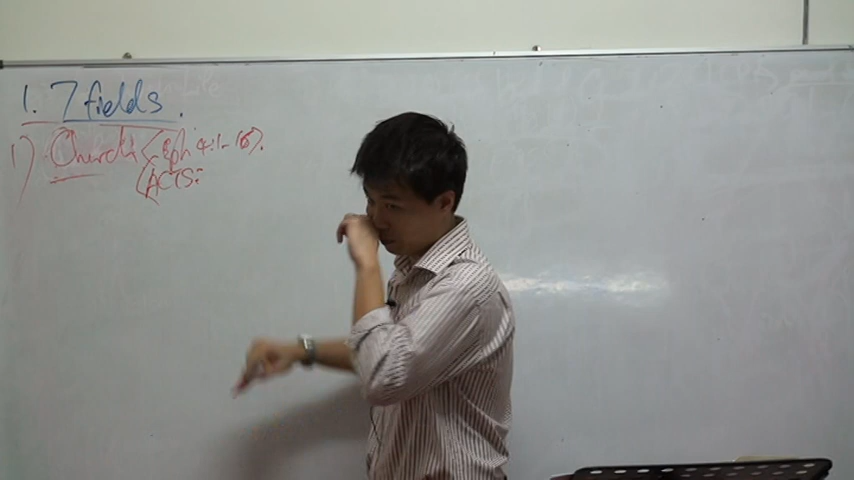 1. 7 fields.
1) Church (Eph 4:1-16).
(ACTS: